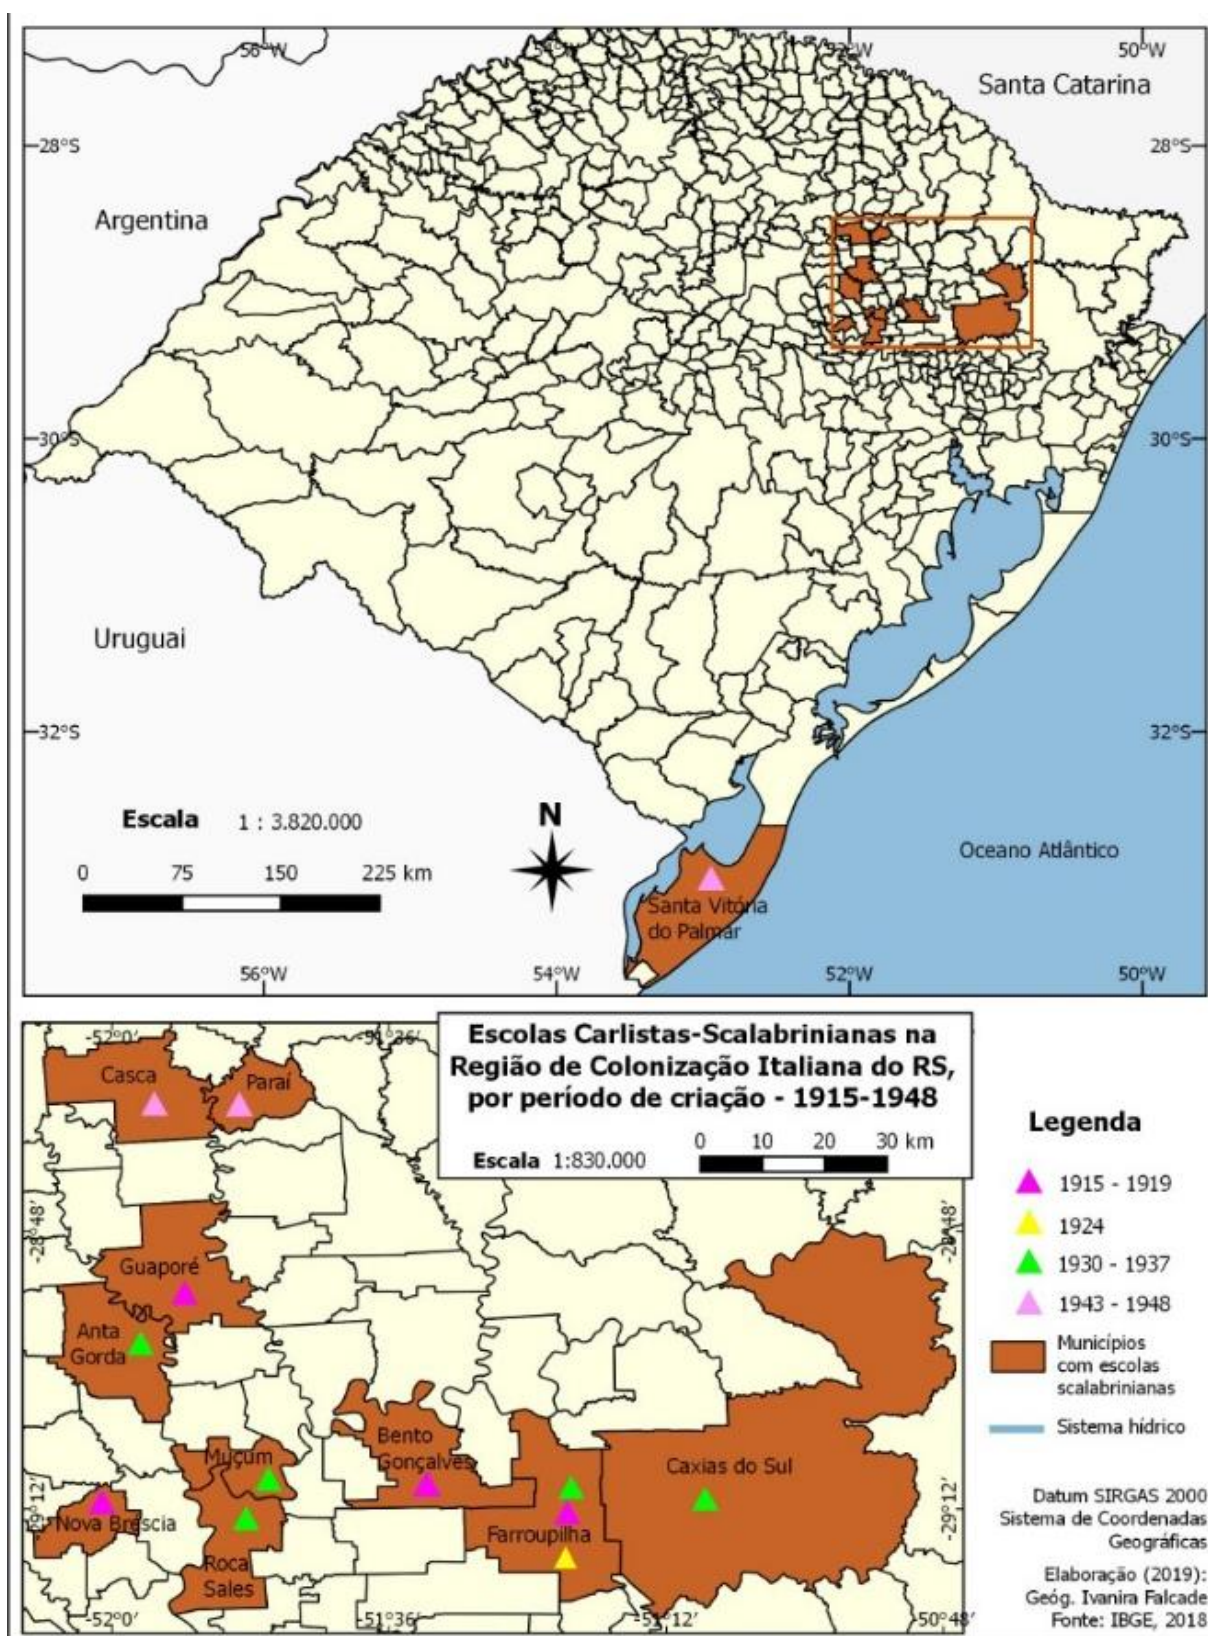 56°W
54°W
52°W
50°W
Santa Catarina
28°S
28°S
Argentina
30°S
30°S
Uruguai
32°S
32°S
Escala 1 : 3.820.000
N
0 75 150 225 km
Oceano Atlântico
Santa Vitória
do Palmar
56°W
54°W
52°W
50°W
-52°0'
-51°36'
Escolas Carlistas-Scalabrinianas na
Região de Colonização Italiana do RS,
por período de criação - 1915-1948
0 10 20 30 km
Escala 1:830.000
Casca
Paraí
-28°48'
-28°48'
Guaporé
Anta
Gorda
Bento
Gonçalves
Muçum
Caxias do Sul
Nova Bréscia
Farroupilha
Roca
Sales
-29°12'
-29°12'
-52°0'
-51°36'
-51°12'
-50°48'
Legenda
1915 - 1919
1924
1930 - 1937
1943 - 1948
Municípios
com escolas
scalabrinianas
Sistema hídrico
Datum SIRGAS 2000
Sistema de Coordenadas
Geográficas
Elaboração (2019):
Geóg. Ivanira Falcade
Fonte: IBGE, 2018